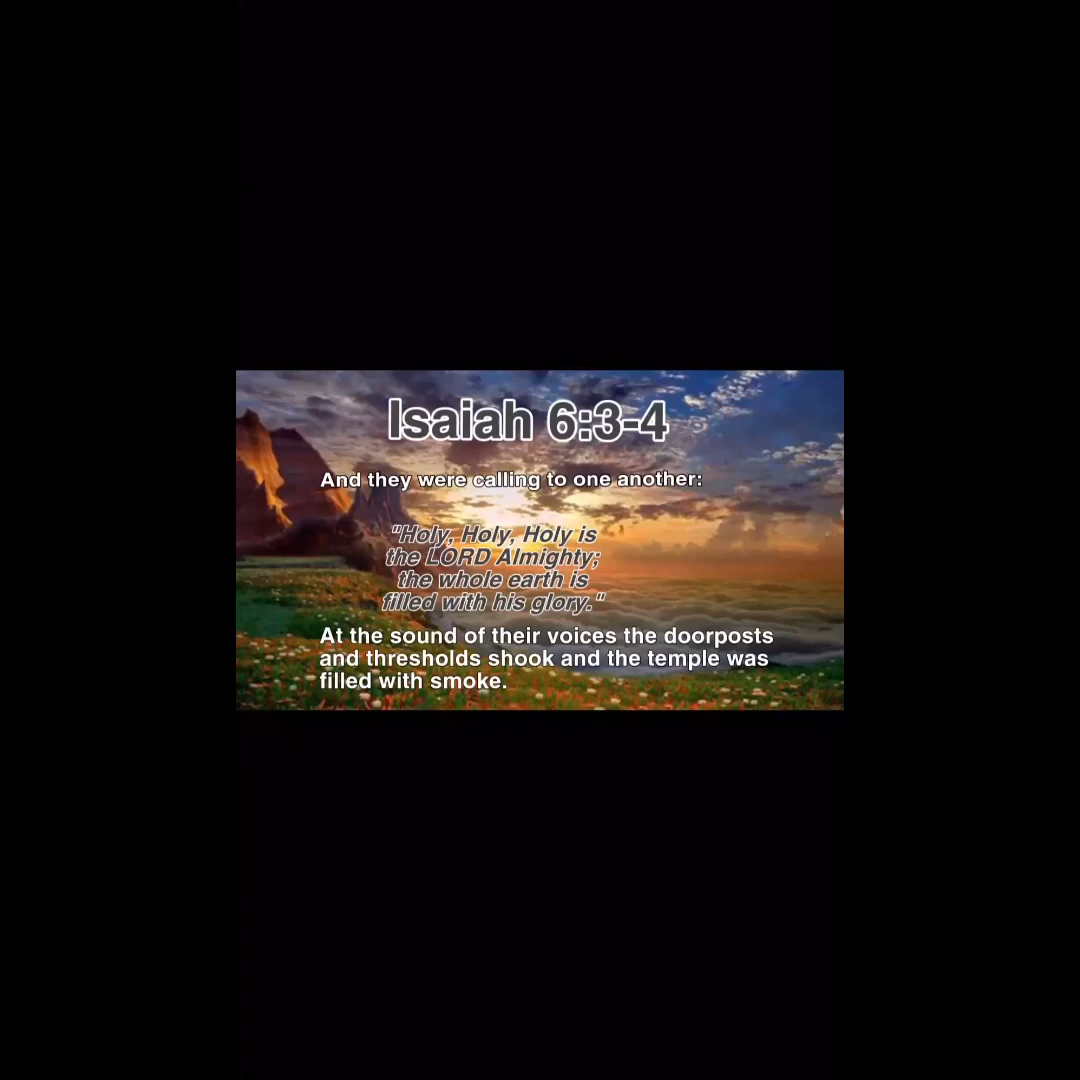 Isaiah 6:3-4
And they were calling to one another:
"Holy, Holy, Holy is
the LORD Almighty;
the whole earth is
filled with his glory."
At the sound of their voices the doorposts
and thresholds shook and the temple was
filled with smoke.